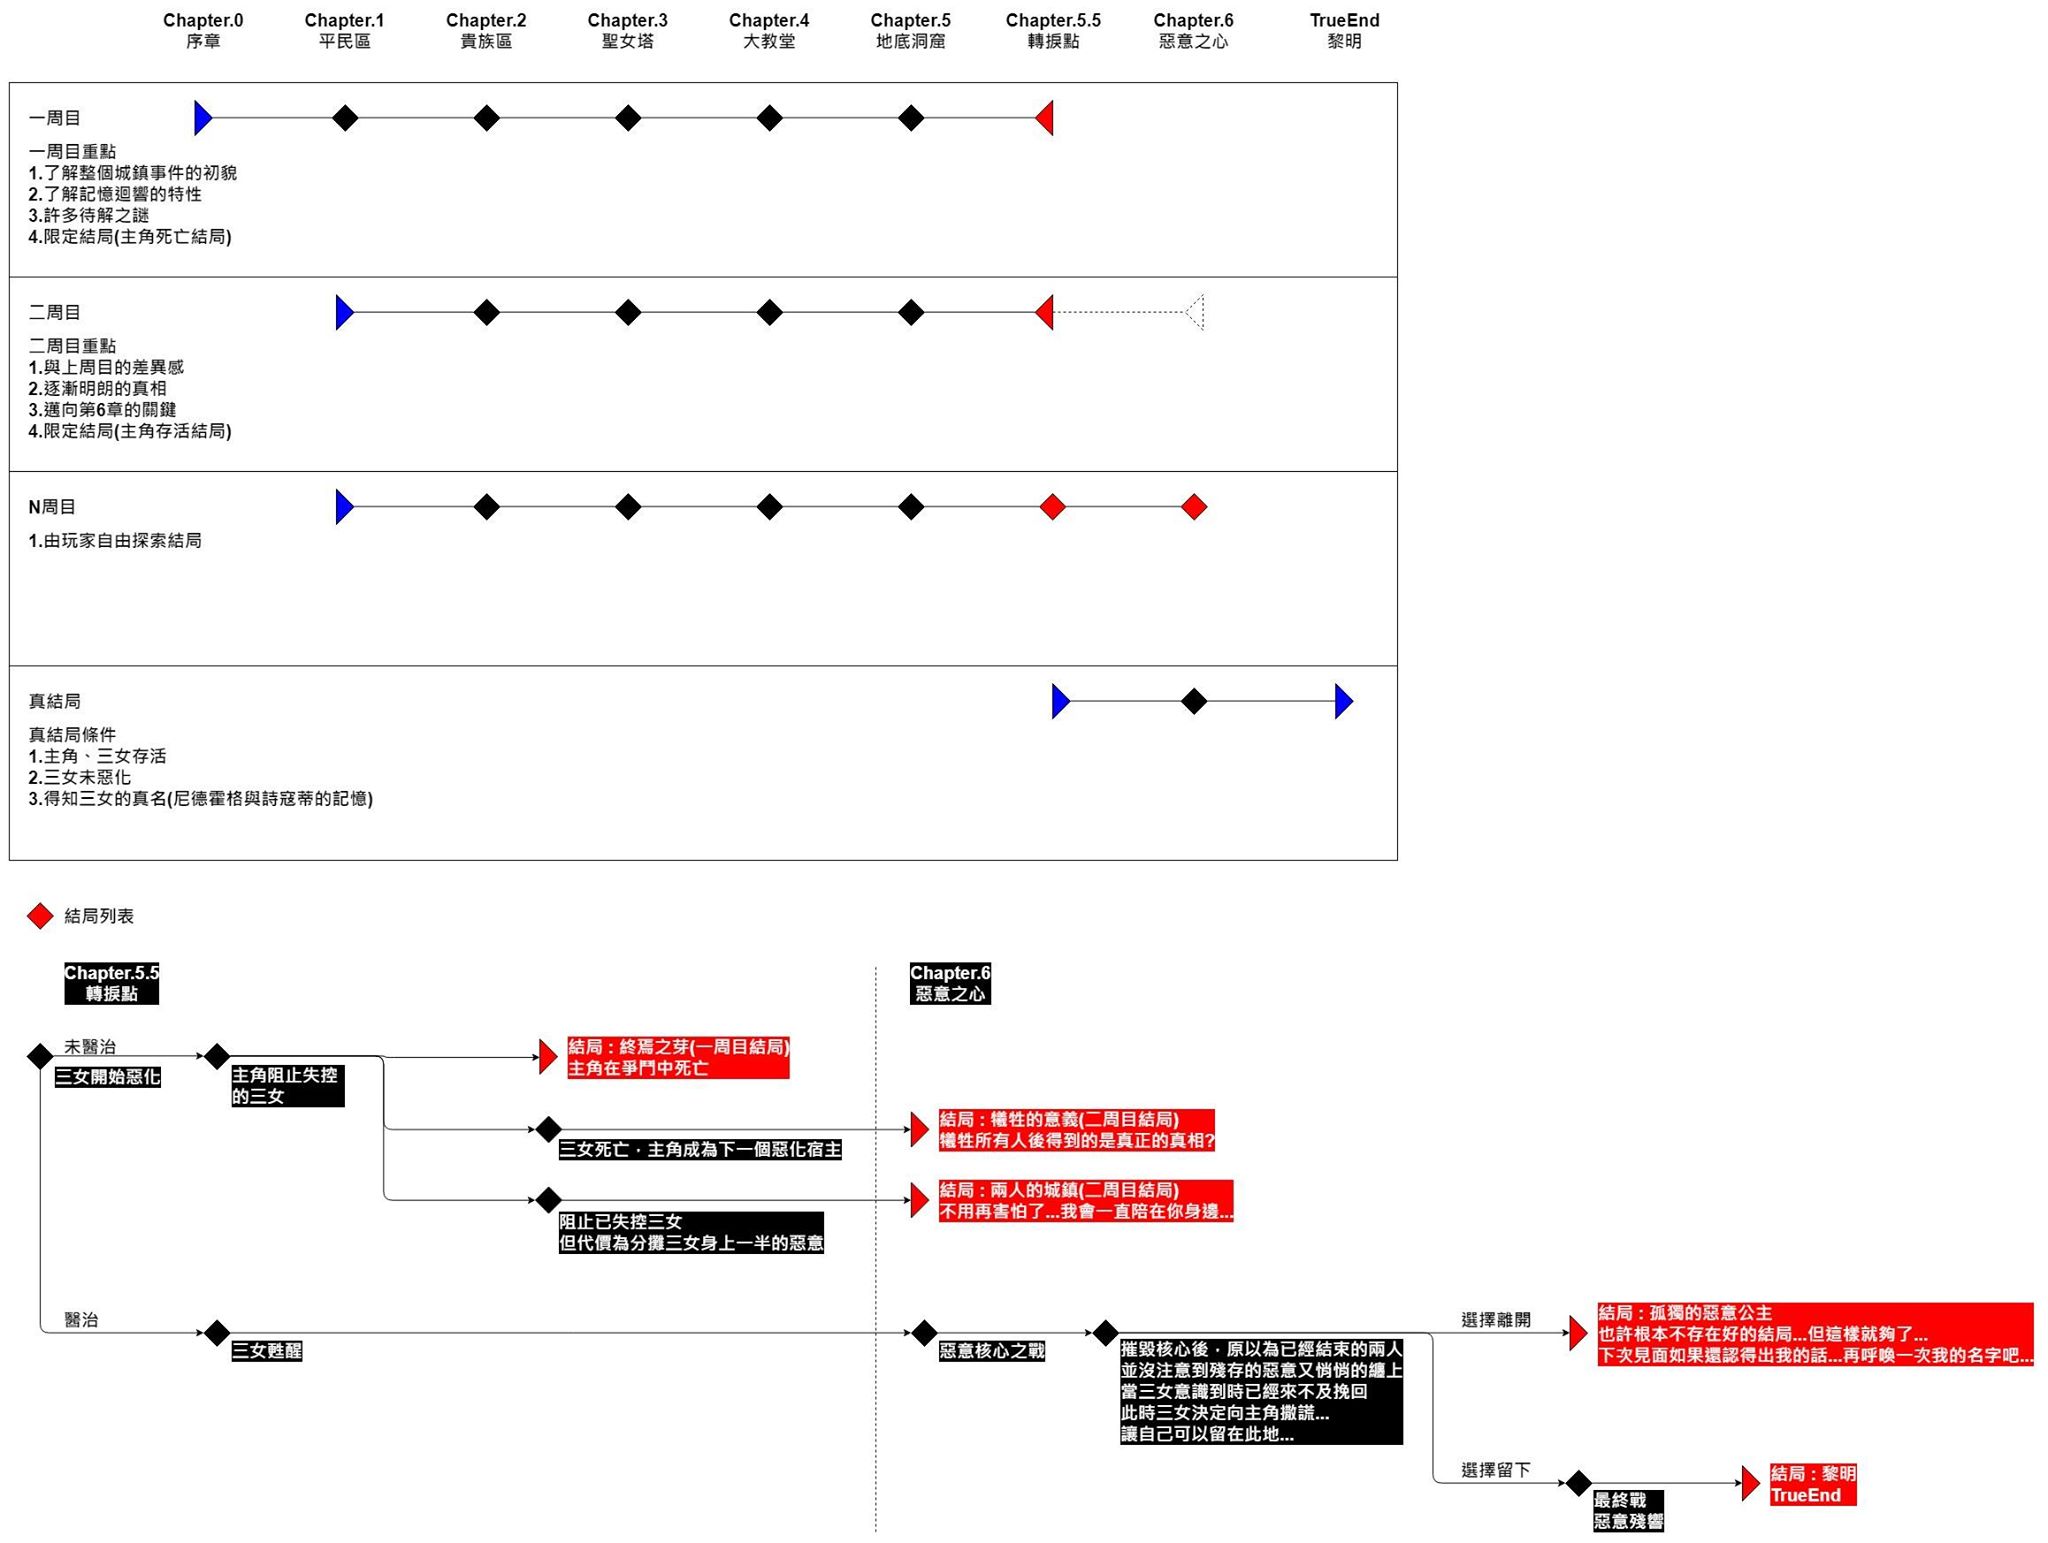 Chapter.0
序章
Chapter.1
平民區
Chapter.2
貴族區
Chapter.3
聖女塔
Chapter.4
大教堂
Chapter.5
地底洞窟
Chapter.5.5
轉捩點
Chapter.6
惡意之心
TrueEnd
黎明
一周目
一周目重點
1.了解整個城鎮事件的初貌
2.了解記憶迴響的特性
3.許多待解之謎
4.限定結局(主角死亡結局)
二周目
二周目重點
1.與上周目的差異感
2.逐漸明朗的真相
3.邁向第6章的關鍵
4.限定結局(主角存活結局)
N周目
1.由玩家自由探索結局
真結局
真結局條件
1.主角、三女存活
2.三女未惡化
3.得知三女的真名(尼德霍格與詩寇蒂的記憶)
結局列表
Chapter.5.5
轉捩點
Chapter.6
惡意之心
未醫治
三女開始惡化
主角阻止失控
的三女
結局：終焉之芽(一周目結局)
主角在爭鬥中死亡
三女死亡，主角成為下一個惡化宿主
結局：犧牲的意義(二周目結局)
犧牲所有人後得到的是真正的真相?
阻止已失控三女
但代價為分攤三女身上一半的惡意
結局：兩人的城鎮(二周目結局)
不用再害怕了...我會一直陪在你身邊...
醫治
三女甦醒
惡意核心之戰
摧毀核心後，原以為已經結束的兩人
並沒注意到殘存的惡意又悄悄的纏上
當三女意識到時已經來不及挽回
此時三女決定向主角撒謊...
讓自己可以留在此地...
選擇離開
結局：孤獨的惡意公主
也許根本不存在好的結局...但這樣就夠了...
下次見面如果還認得出我的話...再呼喚一次我的名字吧...
選擇留下
最終戰
惡意殘響
結局：黎明
TrueEnd